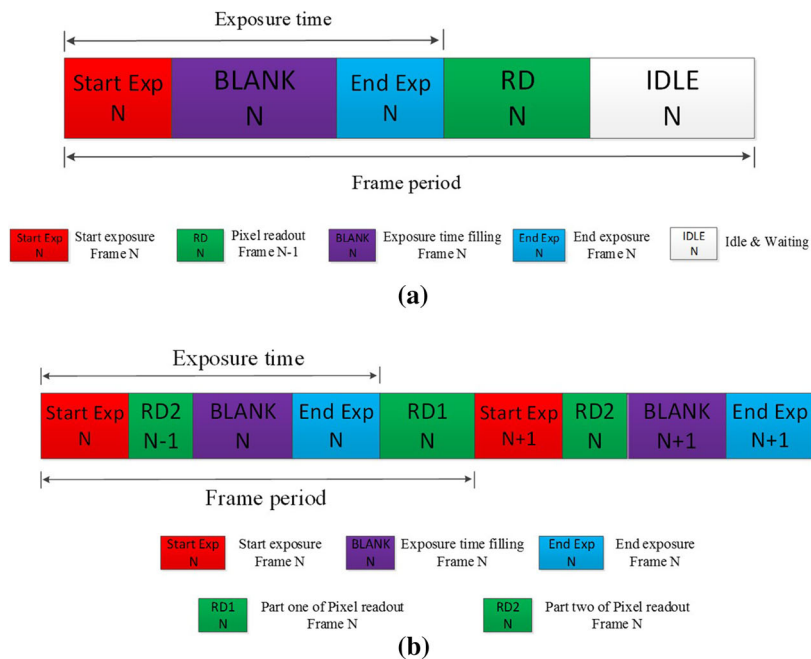 Exposure time
Start Exp BLANK End Exp RD IDLE
N N N N N
Frame period
Start Exp Start exposure RD Pixel readout BLANK Exposure time filling End Exp End exposure IDLE Idle & Waiting
N Frame N N Frame N-1 N Frame N N Frame N N
(a)
Exposure time
Start Exp RD2 BLANK End Exp RD1 Start Exp RD2 BLANK End Exp
N N-1 N N N N+1 N N+1 N+1
Frame period
Start Exp Start exposure BLANK Exposure time filling End Exp End exposure
N Frame N N Frame N N Frame N
RD1 Part one of Pixel readout RD2 Part two of Pixel readout
N Frame N N Frame N
(b)